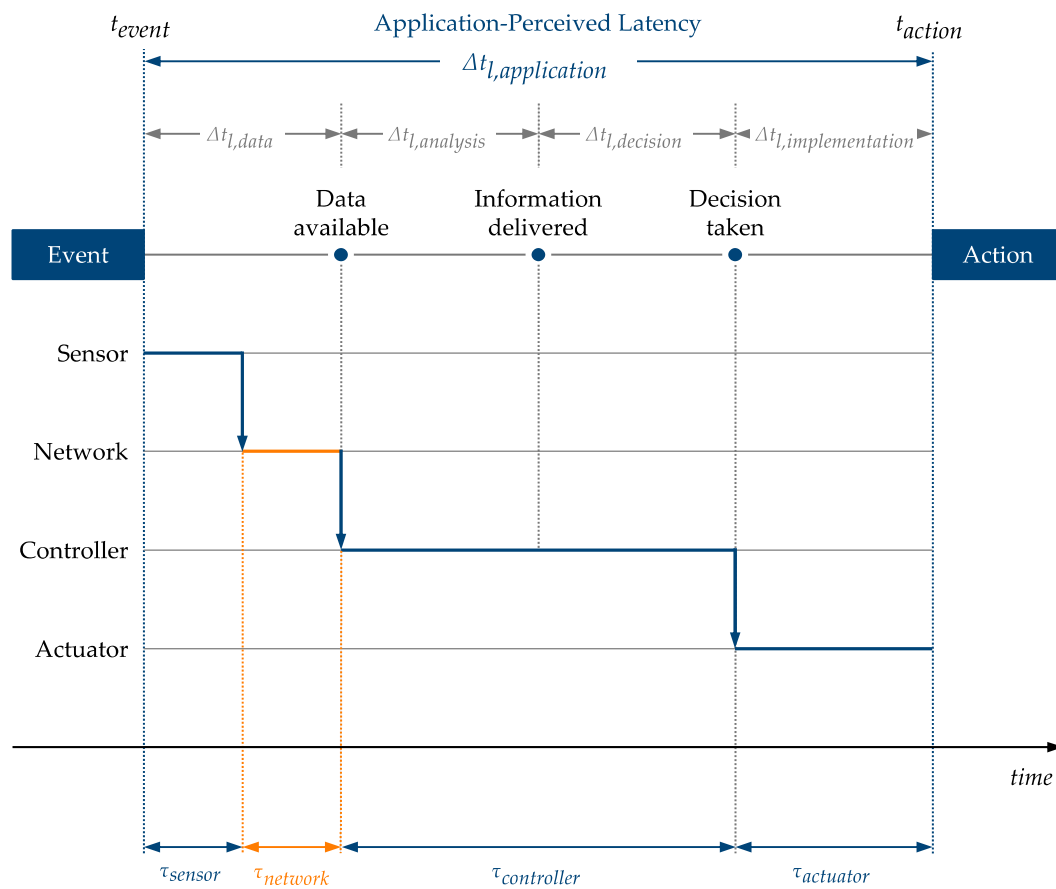 t_event Application-Perceived Latency t_action
Δt_l,application
Δt_l,data Δt_l,analysis Δt_l,decision Δt_l,implementation
Data available
Information delivered
Decision taken
Event
Action
Sensor
Network
Controller
Actuator
time
τ_sensor τ_network τ_controller τ_actuator